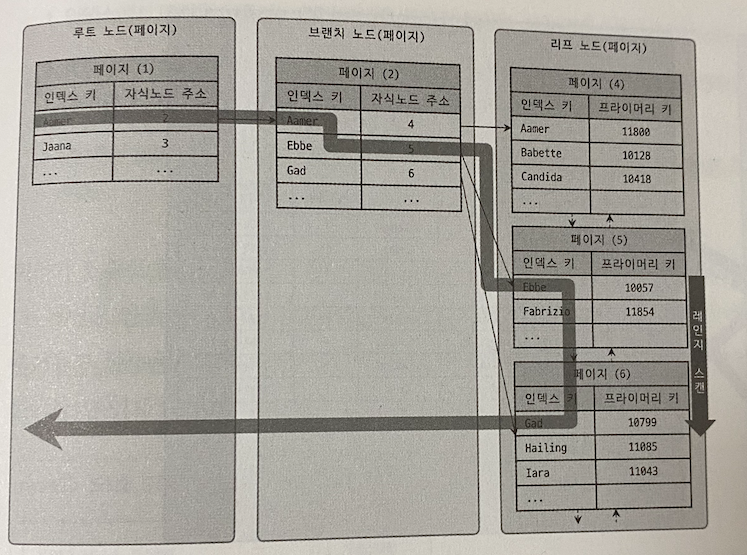 루트 노드(페이지)
페이지 (1)
인덱스 키 자식노드 주소
Aamer 2
Jaana 3
... ...
브랜치 노드(페이지)
페이지 (2)
인덱스 키 자식노드 주소
Aamer 4
Ebbe 5
Gad 6
... ...
리프 노드(페이지)
페이지 (4)
인덱스 키 프라이머리 키
Aamer 11800
Babette 10128
Candida 10418
...
페이지 (5)
인덱스 키 프라이머리 키
Ebbe 10057
Fabrizio 11854
...
페이지 (6)
인덱스 키 프라이머리 키
Gad 10799
Hailing 11085
Iara 11043
...
레인지 스캔